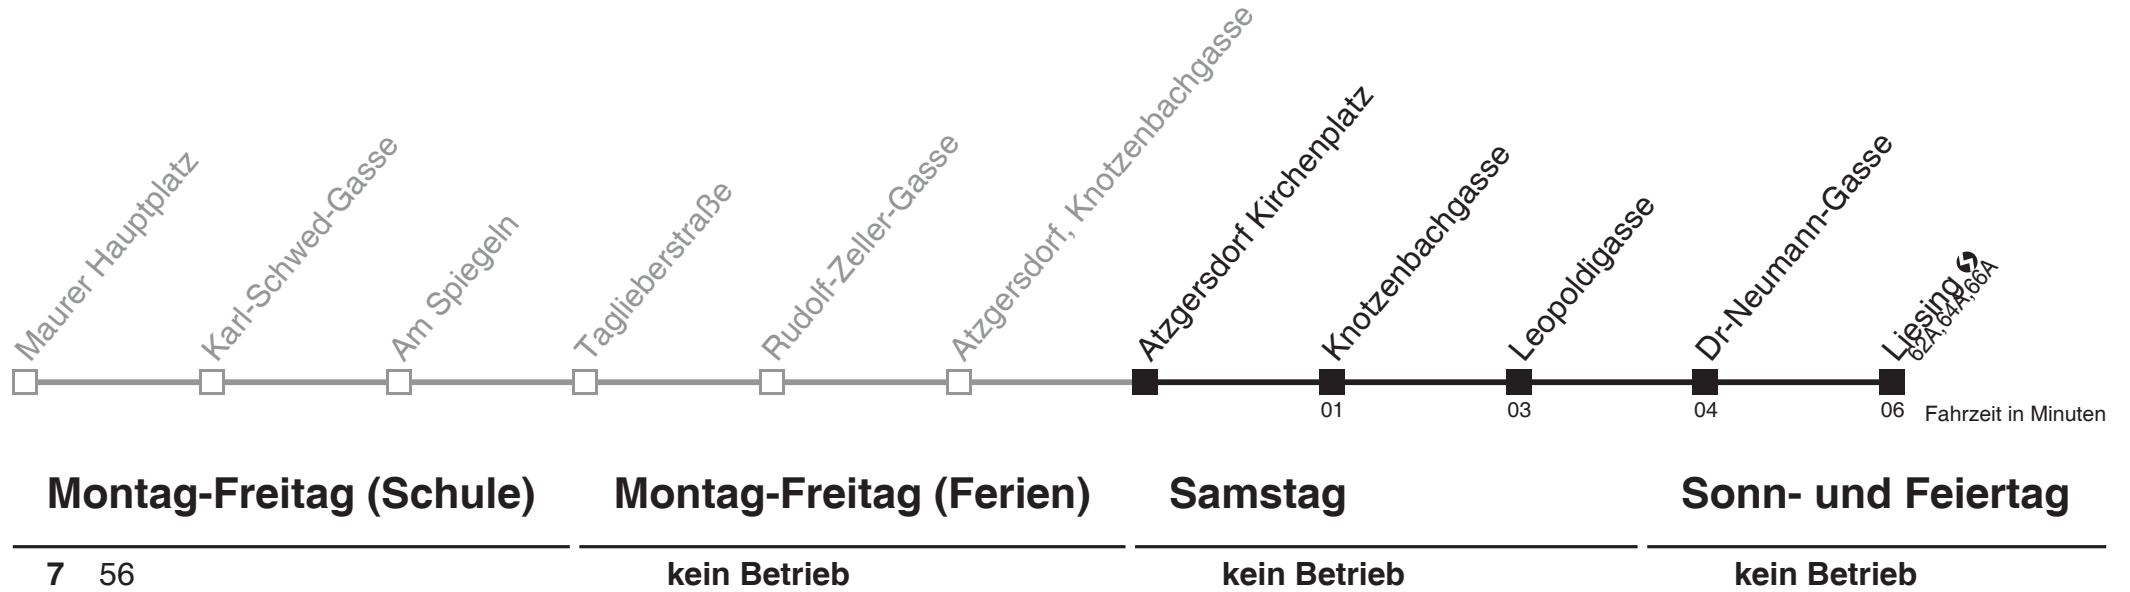 Maurer Hauptplatz
Karl-Schwed-Gasse
Am Spiegeln
Taglieberstraße
Rudolf-Zeller-Gasse
Atzgersdorf, Knotzenbachgasse
Atzgersdorf Kirchenplatz
Knotzenbachgasse
Leopoldigasse
Dr-Neumann-Gasse
Liesing
62A,64A,66A
01 03 04 06 Fahrzeit in Minuten
Montag-Freitag (Schule) Montag-Freitag (Ferien) Samstag Sonn- und Feiertag
7 56 kein Betrieb kein Betrieb kein Betrieb